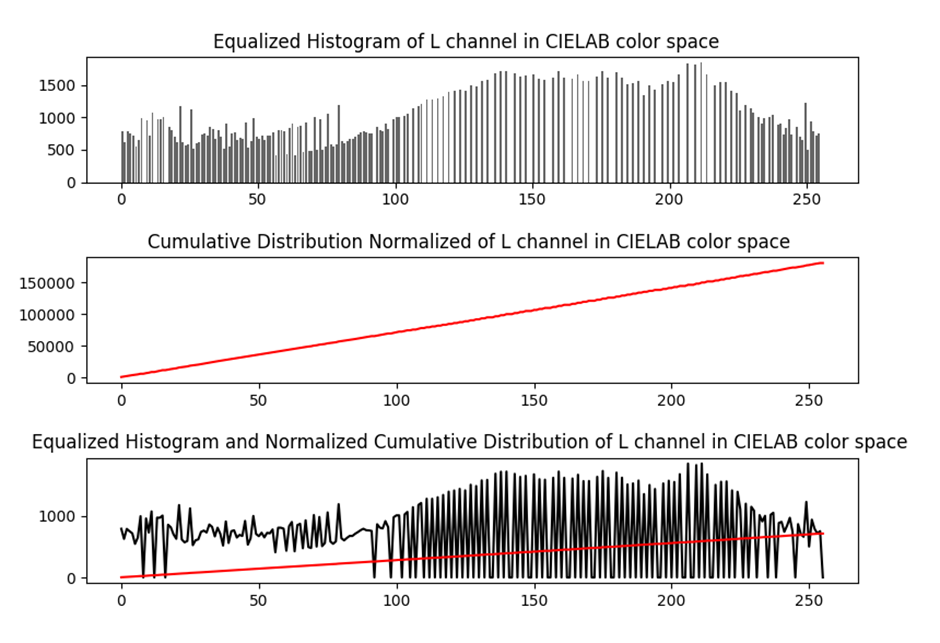 Equalized Histogram of L channel in CIELAB color space
1500
1000
500
0
0 50 100 150 200 250
Cumulative Distribution Normalized of L channel in CIELAB color space
150000
100000
50000
0
0 50 100 150 200 250
Equalized Histogram and Normalized Cumulative Distribution of L channel in CIELAB color space
1000
0
0 50 100 150 200 250